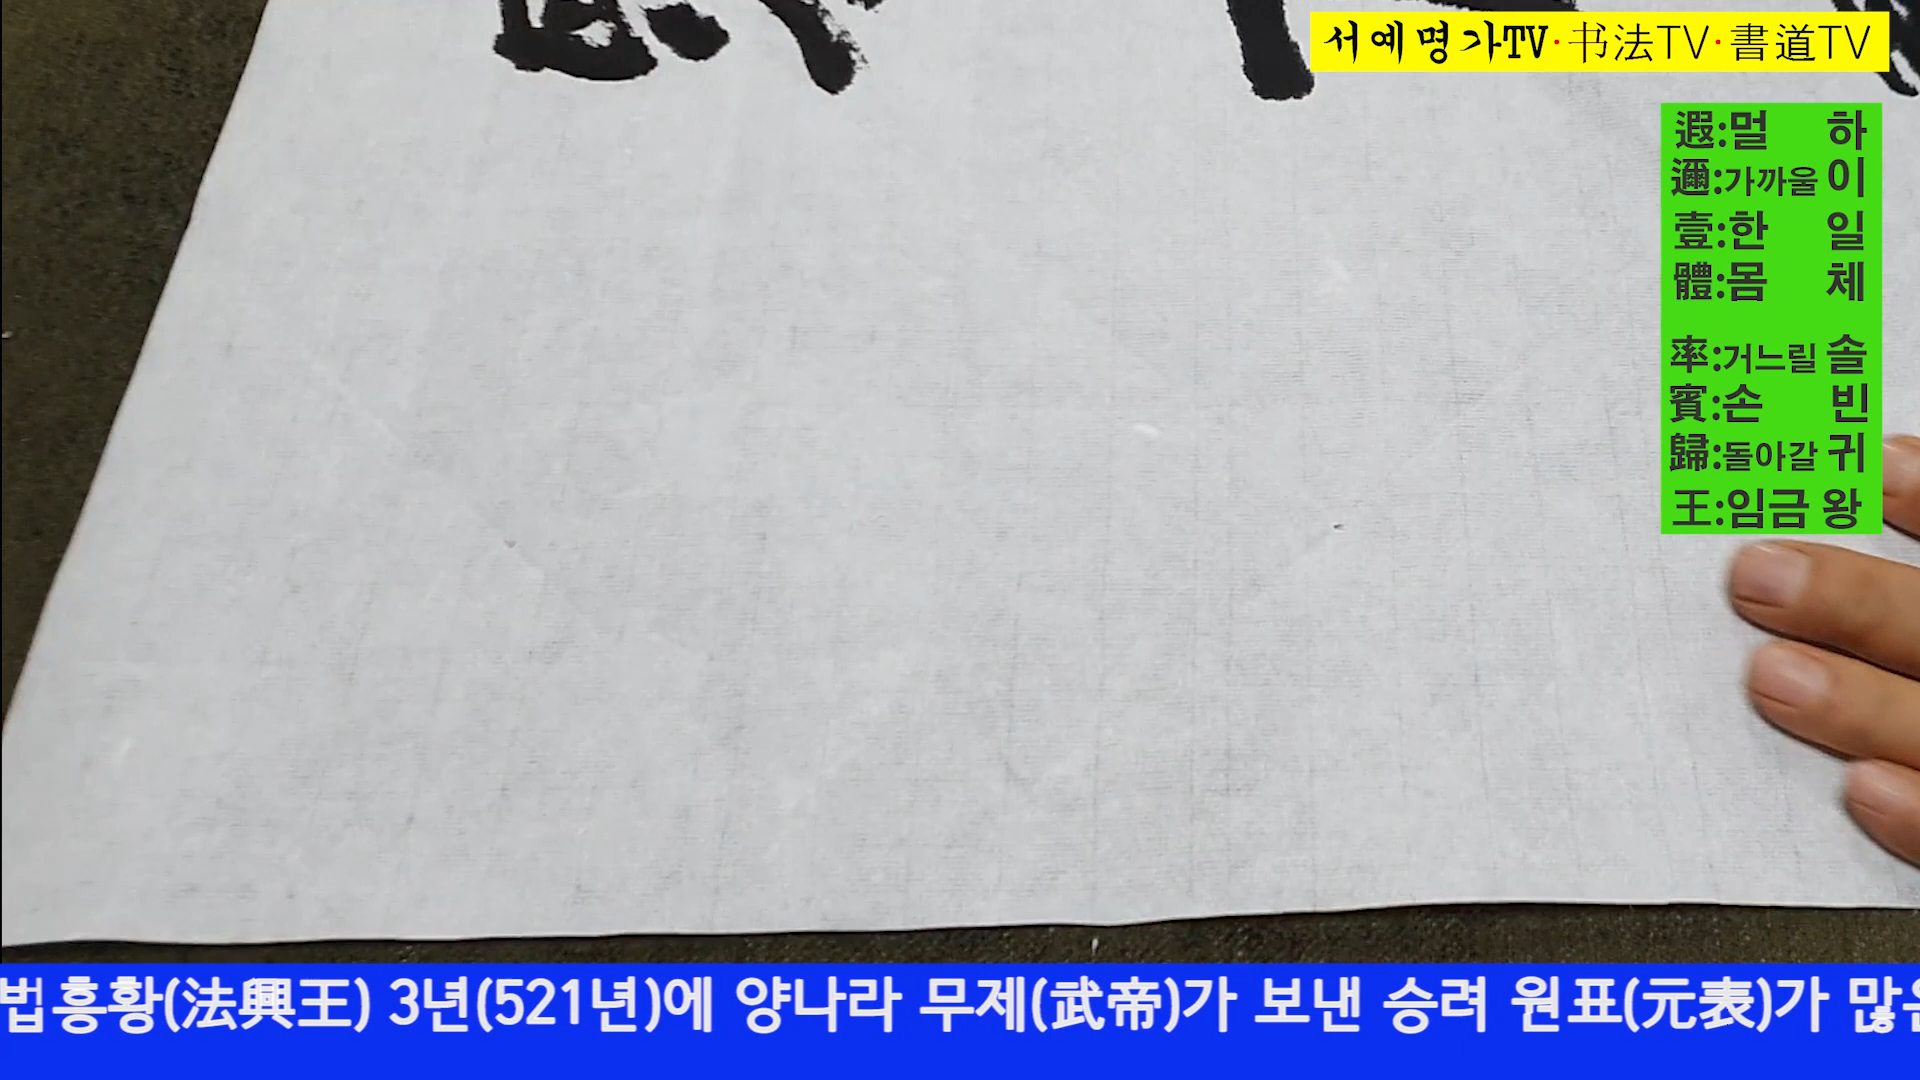 서예명가TV·书法TV·書道TV
遐:멀 하
邇:가까울 이
壹:한 일
體:몸 체
率:거느릴 솔
賓:손 빈
歸:돌아갈 귀
王:임금 왕
법흥황(法興王) 3년(521년)에 양나라 무제(武帝)가 보낸 승려 원표(元表)가 많은